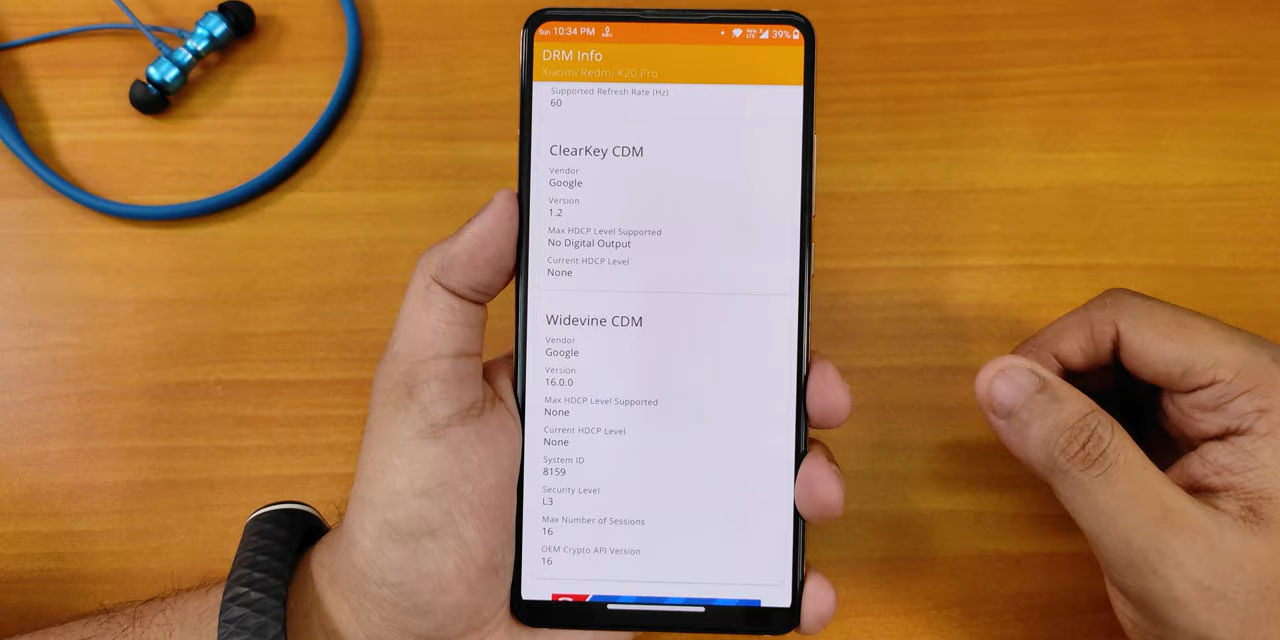 Sun 10:34 PM
39%
DRM Info
Xiaomi Redmi K20 Pro
Supported Refresh Rate (Hz)
60
ClearKey CDM
Vendor
Google
Version
1.2
Max HDCP Level Supported
No Digital Output
Current HDCP Level
None
Widevine CDM
Vendor
Google
Version
16.0.0
Max HDCP Level Supported
None
Current HDCP Level
None
System ID
8159
Security Level
L3
Max Number of Sessions
16
OEM Crypto API Version
16